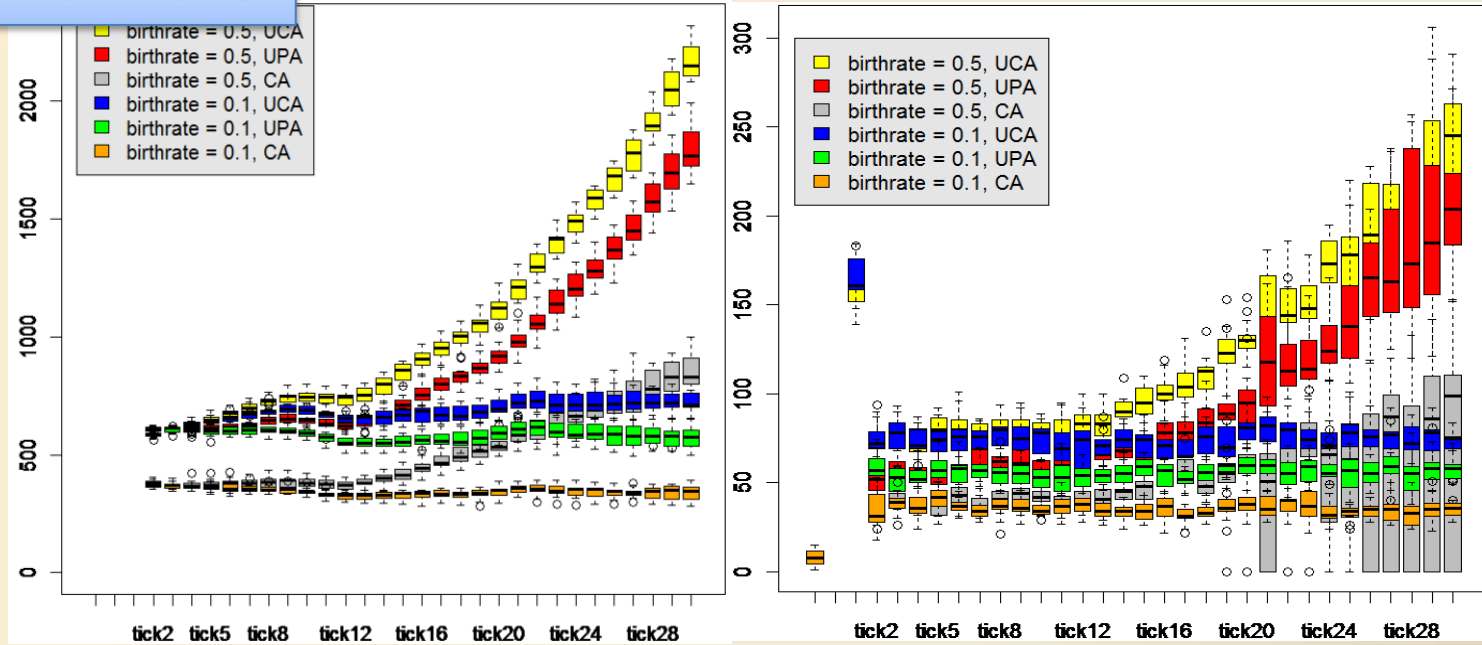 birthrate = 0.5, UCA
birthrate = 0.5, UPA
birthrate = 0.5, CA
birthrate = 0.1, UCA
birthrate = 0.1, UPA
birthrate = 0.1, CA
2000
1500
1000
500
0
tick2 tick5 tick8 tick12 tick16 tick20 tick24 tick28
birthrate = 0.5, UCA
birthrate = 0.5, UPA
birthrate = 0.5, CA
birthrate = 0.1, UCA
birthrate = 0.1, UPA
birthrate = 0.1, CA
300
250
200
150
100
50
0
tick2 tick5 tick8 tick12 tick16 tick20 tick24 tick28